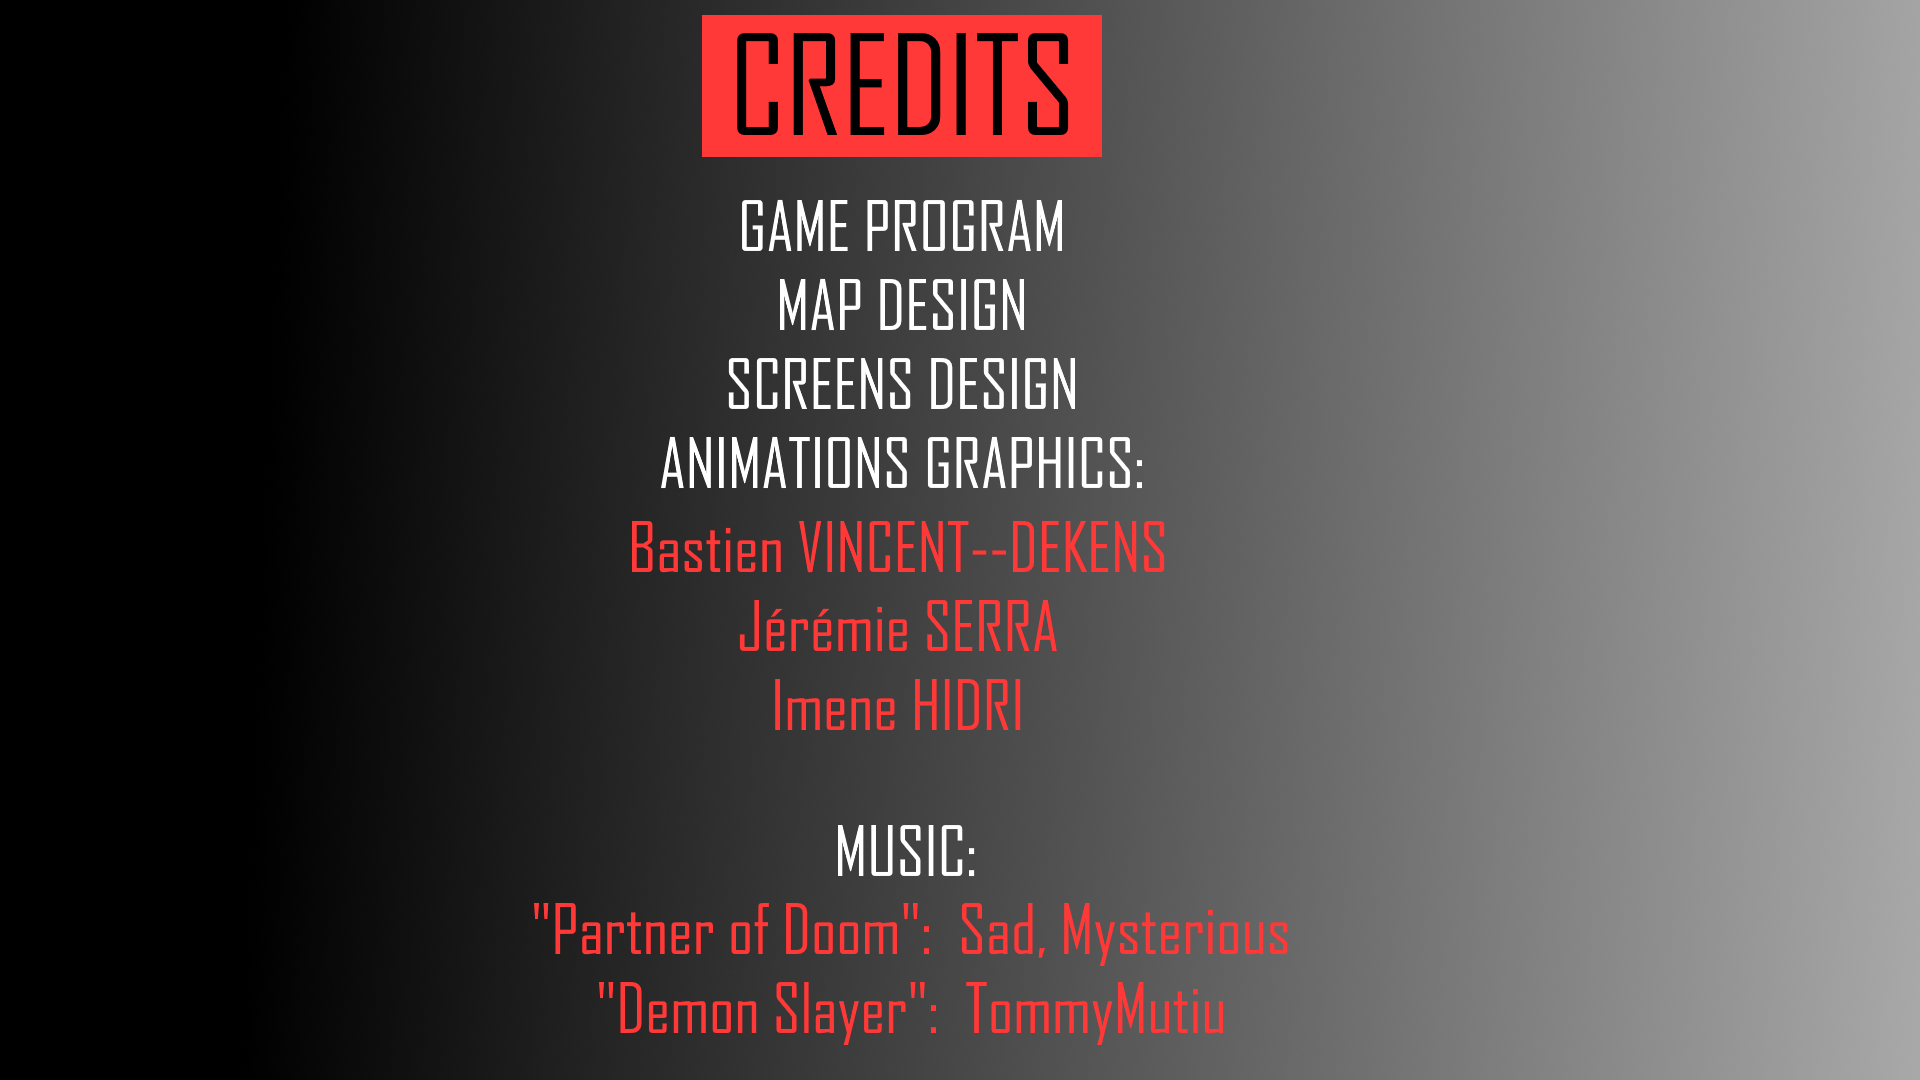 CREDITS
GAME PROGRAM
MAP DESIGN
SCREENS DESIGN
ANIMATIONS GRAPHICS:
Bastien VINCENT--DEKENS
Jérémie SERRA
Imene HIDRI
MUSIC:
"Partner of Doom":  Sad, Mysterious
"Demon Slayer":  TommyMutiu